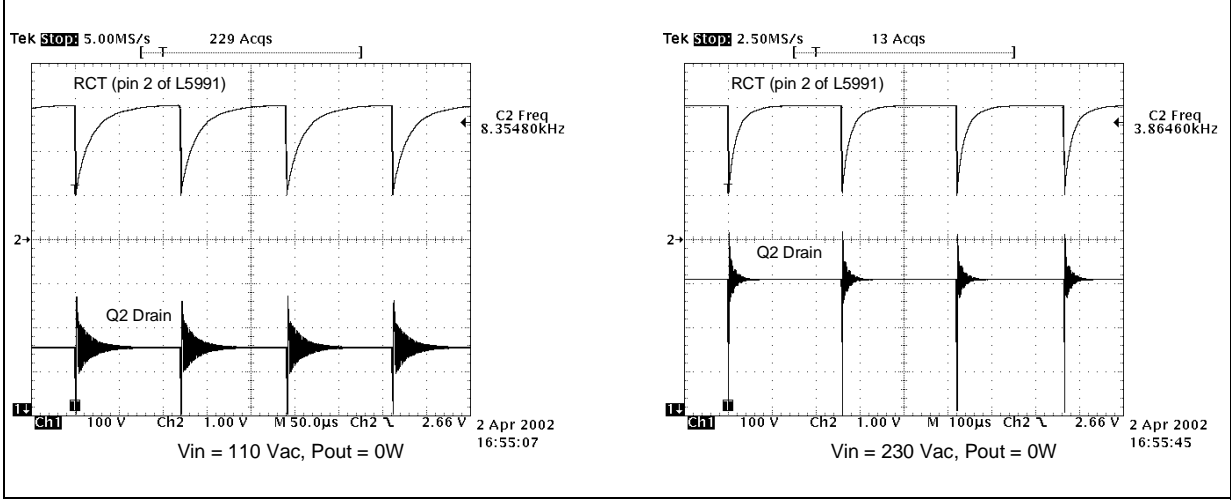 Tek Stop: 5.00MS/s 229 Acqs
[ T ]
RCT (pin 2 of L5991)
C2 Freq
8.35480kHz
2→
Q2 Drain
T
1↓
Ch1 100 V Ch2 1.00 V M 50.0µs Ch2 ∖ 2.66 V
2 Apr 2002
16:55:07
Vin = 110 Vac, Pout = 0W
Tek Stop: 2.50MS/s 13 Acqs
[ T ]
RCT (pin 2 of L5991)
C2 Freq
3.86460kHz
2→
Q2 Drain
T
1↓
Ch1 100 V Ch2 1.00 V M 100µs Ch2 ∖ 2.66 V
2 Apr 2002
16:55:45
Vin = 230 Vac, Pout = 0W